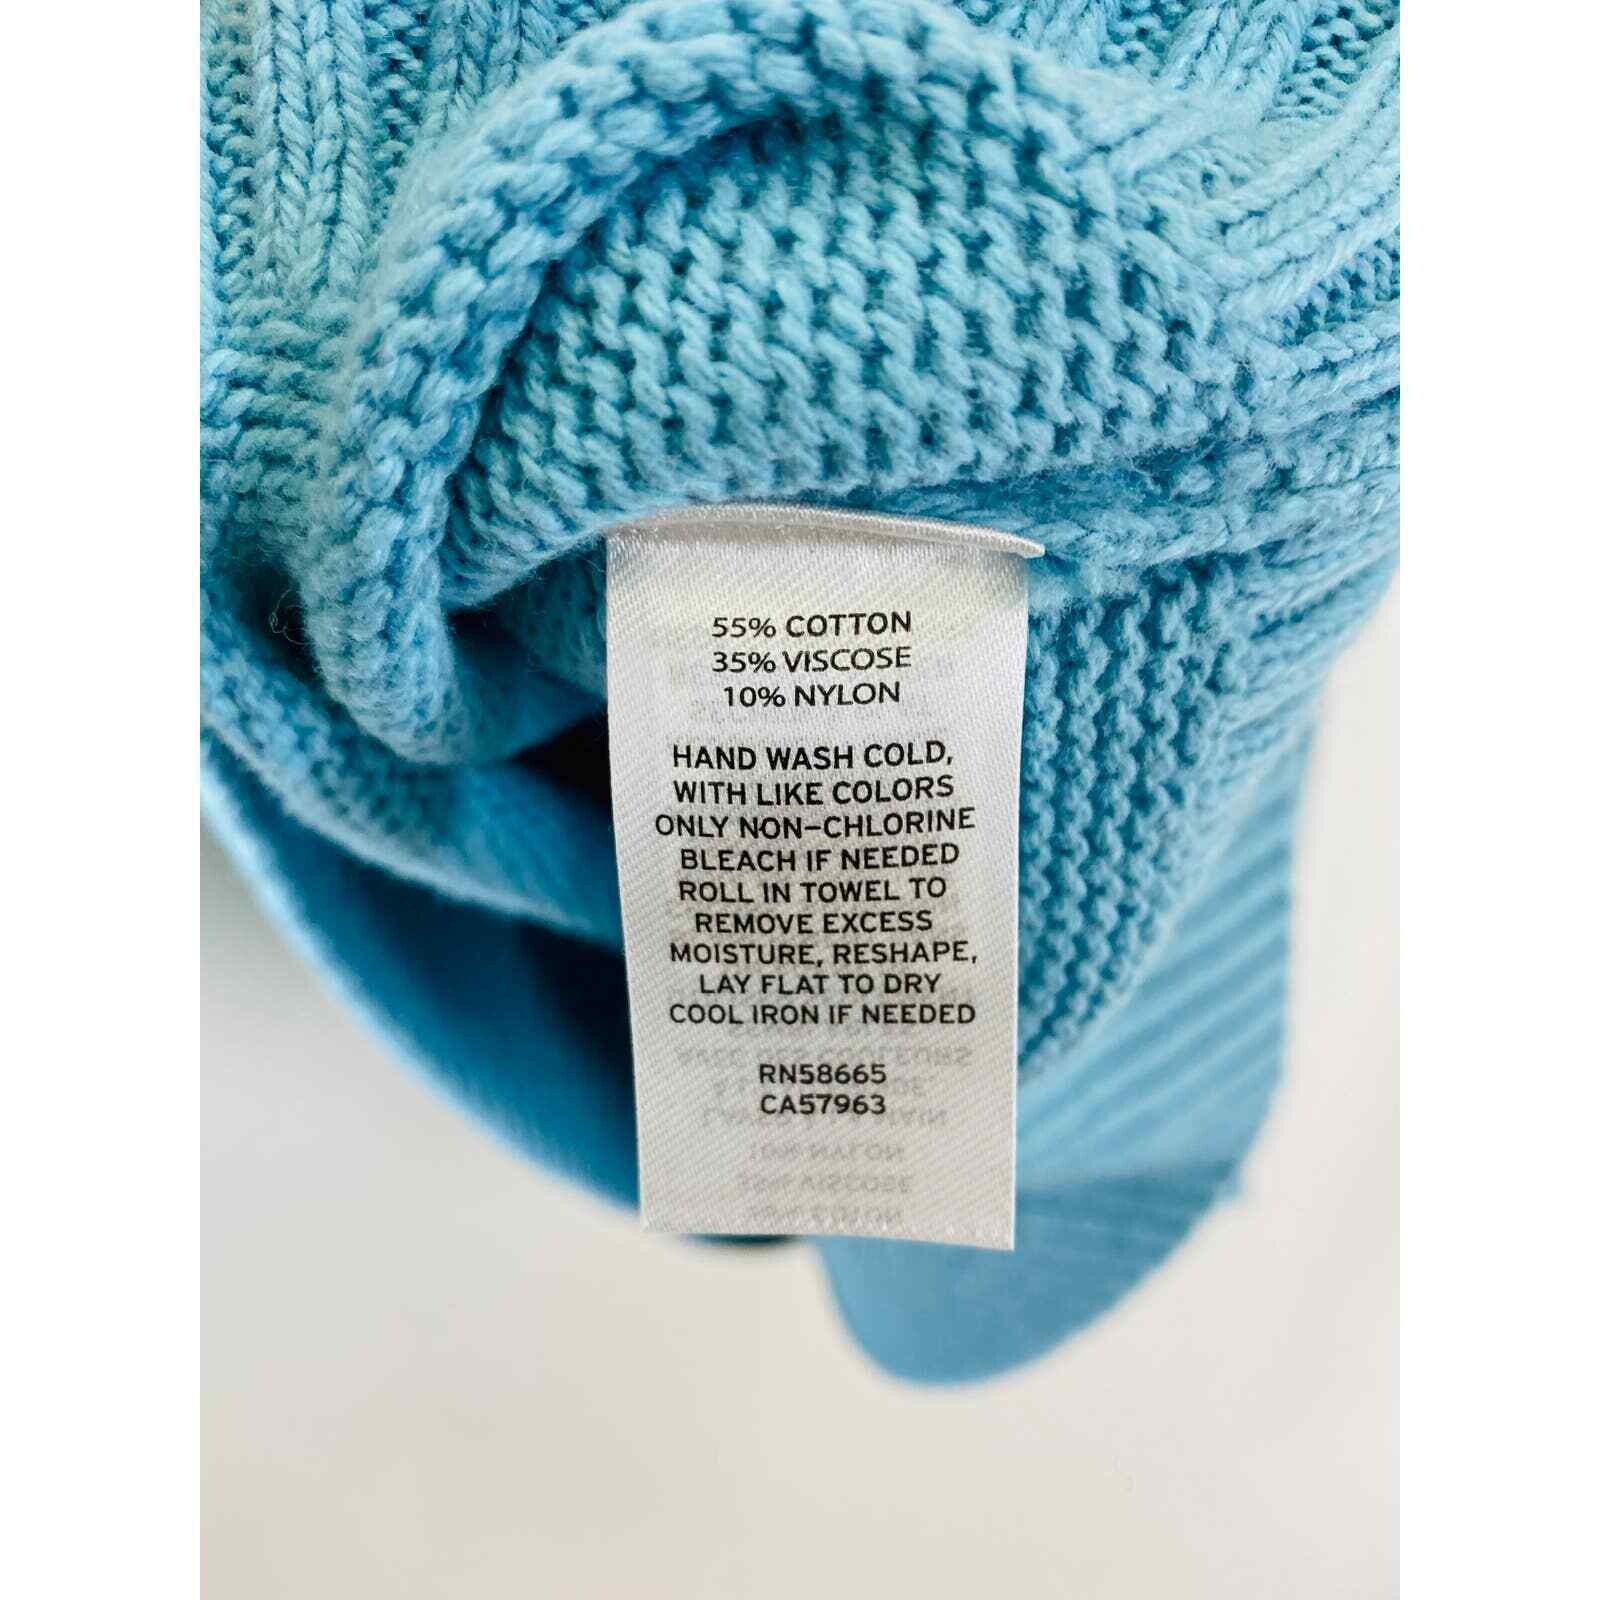 55% COTTON
35% VISCOSE
10% NYLON
HAND WASH COLD,
WITH LIKE COLORS
ONLY NON-CHLORINE
BLEACH IF NEEDED
ROLL IN TOWEL TO
REMOVE EXCESS
MOISTURE, RESHAPE,
LAY FLAT TO DRY
COOL IRON IF NEEDED
RN58665
CA57963